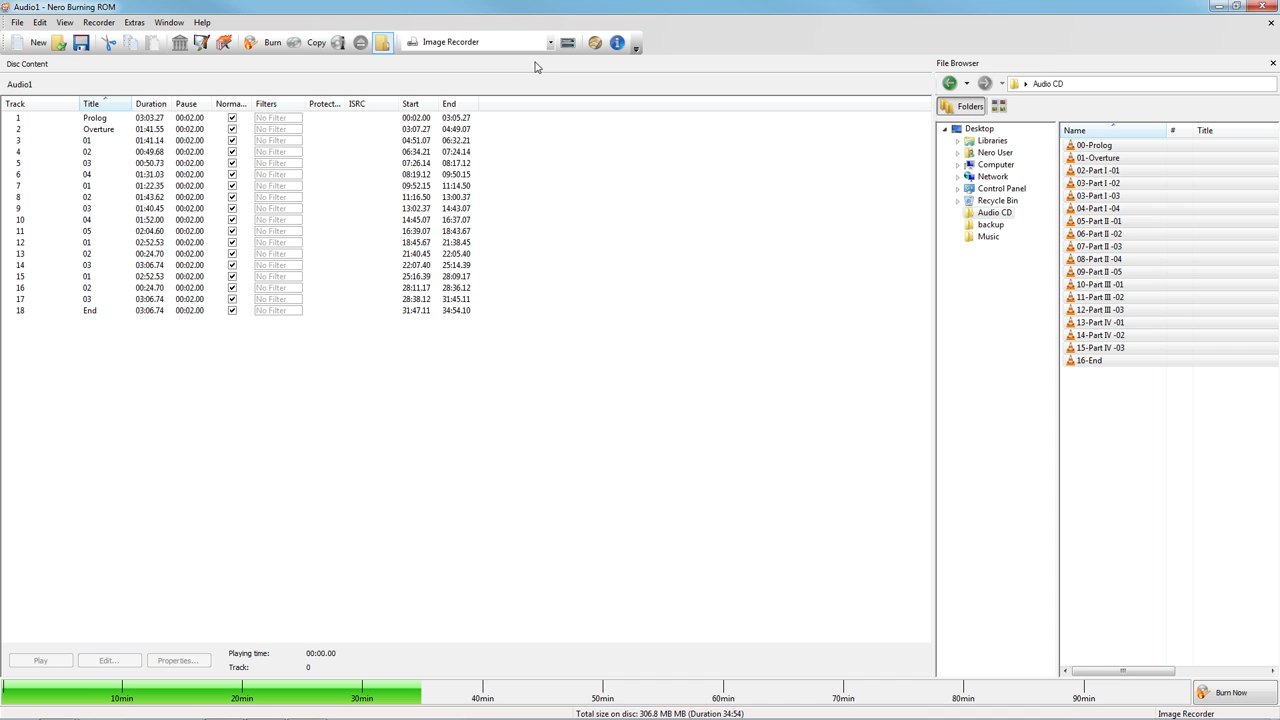 Audio1 - Nero Burning ROM
File Edit View Recorder Extras Window Help
New Burn Copy Image Recorder
Disc Content
Audio1
Track Title Duration Pause Norma... Filters Protect... ISRC Start End
1 Prolog 03:03.27 00:02.00 No Filter 00:02.00 03:05.27
2 Overture 01:41.55 00:02.00 No Filter 03:07.27 04:49.07
3 01 01:41.14 00:02.00 No Filter 04:51.07 06:32.21
4 02 00:49.68 00:02.00 No Filter 06:34.21 07:24.14
5 03 00:50.73 00:02.00 No Filter 07:26.14 08:17.12
6 04 01:31.03 00:02.00 No Filter 08:19.12 09:50.15
7 01 01:22.35 00:02.00 No Filter 09:52.15 11:14.50
8 02 01:43.62 00:02.00 No Filter 11:16.50 13:00.37
9 03 01:40.45 00:02.00 No Filter 13:02.37 14:43.07
10 04 01:52.00 00:02.00 No Filter 14:45.07 16:37.07
11 05 02:04.60 00:02.00 No Filter 16:39.07 18:43.67
12 01 02:52.53 00:02.00 No Filter 18:45.67 21:38.45
13 02 00:24.70 00:02.00 No Filter 21:40.45 22:05.40
14 03 03:06.74 00:02.00 No Filter 22:07.40 25:14.39
15 01 02:52.53 00:02.00 No Filter 25:16.39 28:09.17
16 02 00:24.70 00:02.00 No Filter 28:11.17 28:36.12
17 03 03:06.74 00:02.00 No Filter 28:38.12 31:45.11
18 End 03:06.74 00:02.00 No Filter 31:47.11 34:54.10
Play Edit... Properties...
Playing time: 00:00.00
Track: 0
File Browser
Audio CD
Folders
Desktop
Libraries
Nero User
Computer
Network
Control Panel
Recycle Bin
Audio CD
backup
Music
Name # Title
00-Prolog
01-Overture
02-Part I -01
03-Part I -02
03-Part I -03
04-Part I -04
05-Part II -01
06-Part II -02
07-Part II -03
08-Part II -04
09-Part II -05
10-Part III -01
11-Part III -02
12-Part III -03
13-Part IV -01
14-Part IV -02
15-Part IV -03
16-End
10min 20min 30min 40min 50min 60min 70min 80min 90min
Burn Now
Total size on disc: 306.8 MB MB (Duration 34:54)
Image Recorder